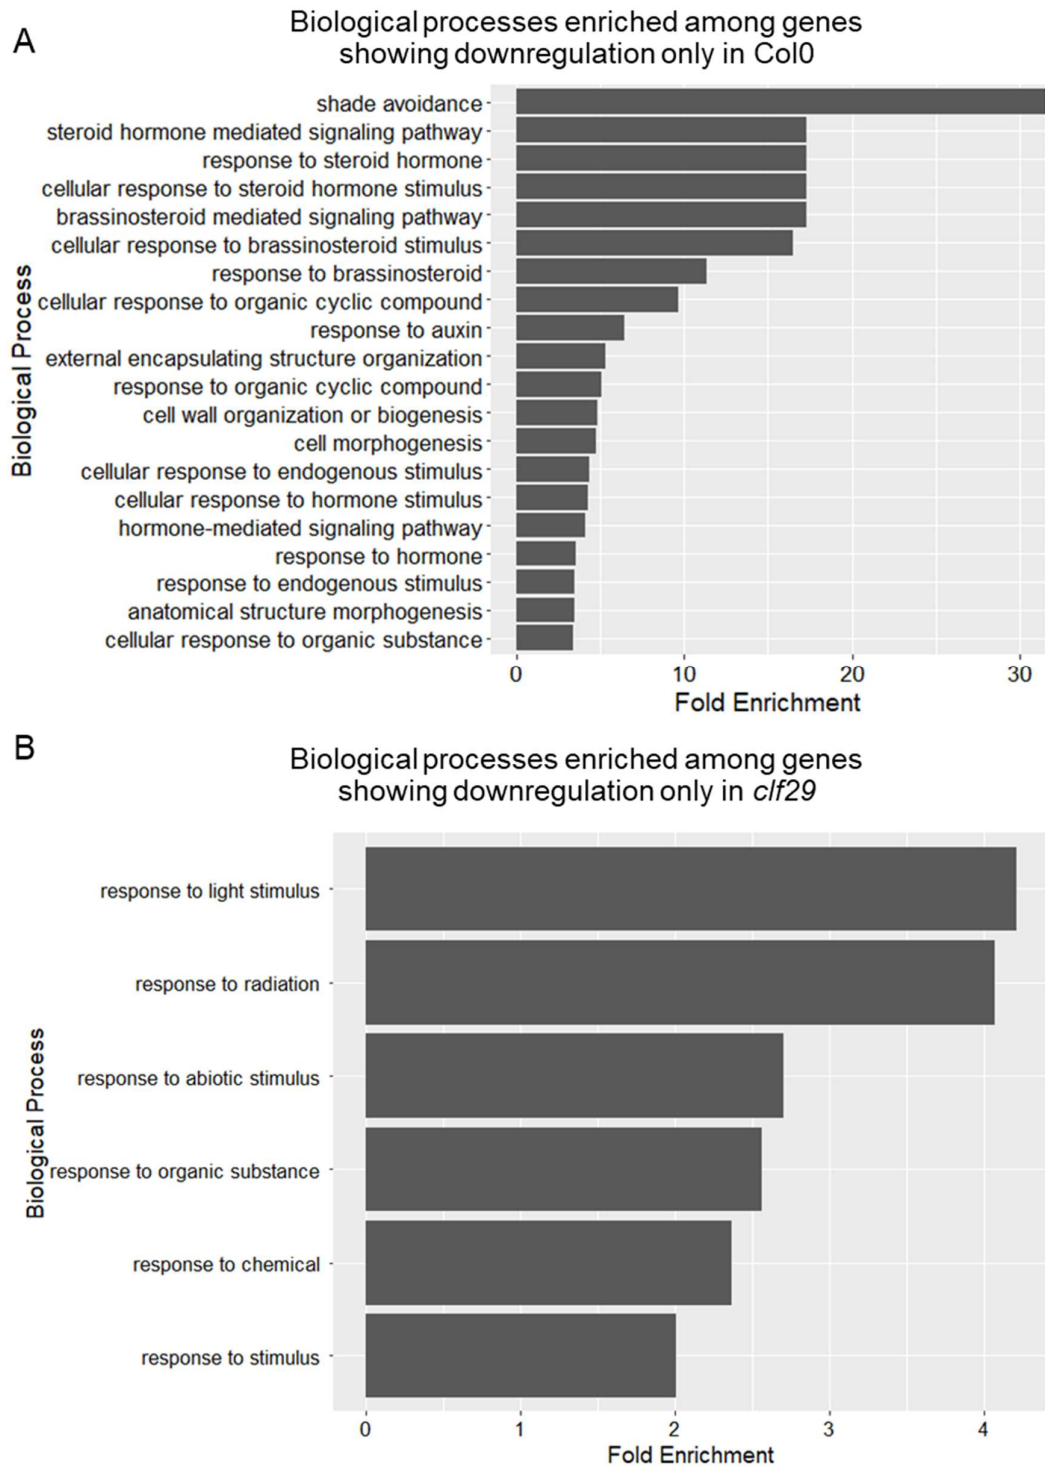 A
Biological processes enriched among genes
showing downregulation only in Col0
Biological Process
shade avoidance
steroid hormone mediated signaling pathway
response to steroid hormone
cellular response to steroid hormone stimulus
brassinosteroid mediated signaling pathway
cellular response to brassinosteroid stimulus
response to brassinosteroid
cellular response to organic cyclic compound
response to auxin
external encapsulating structure organization
response to organic cyclic compound
cell wall organization or biogenesis
cell morphogenesis
cellular response to endogenous stimulus
cellular response to hormone stimulus
hormone-mediated signaling pathway
response to hormone
response to endogenous stimulus
anatomical structure morphogenesis
cellular response to organic substance
0 10 20 30
Fold Enrichment
B
Biological processes enriched among genes
showing downregulation only in clf29
Biological Process
response to light stimulus
response to radiation
response to abiotic stimulus
response to organic substance
response to chemical
response to stimulus
0 1 2 3 4
Fold Enrichment